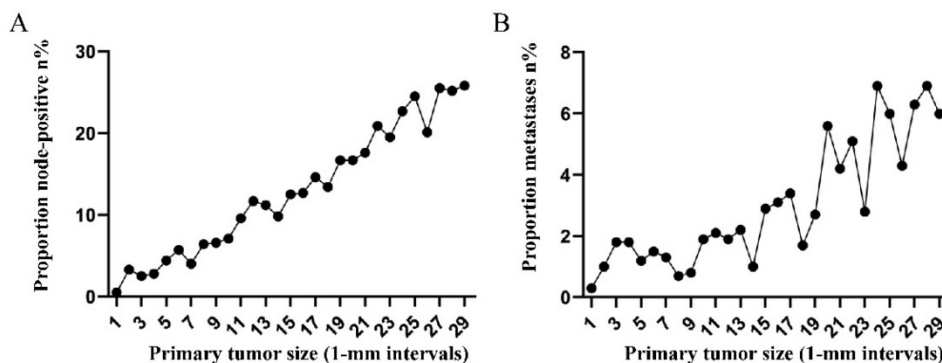 A
Proportion node-positive n%
30
20
10
0
1 3 5 7 9 11 13 15 17 19 21 23 25 27 29
Primary tumor size (1-mm intervals)
B
Proportion metastases n%
8
6
4
2
0
1 3 5 7 9 11 13 15 17 19 21 23 25 27 29
Primary tumor size (1-mm intervals)